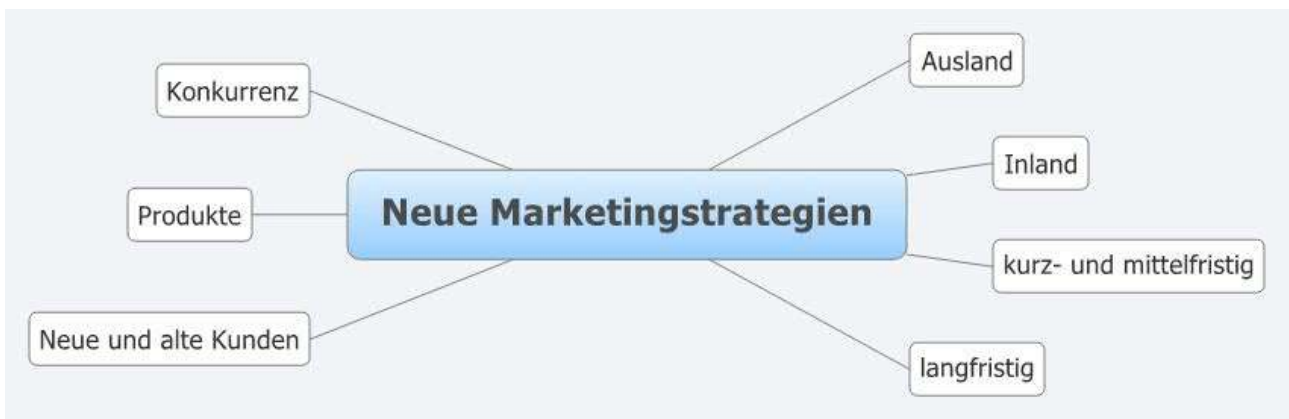 Konkurrenz
Ausland
Inland
Produkte
Neue Marketingstrategien
kurz- und mittelfristig
Neue und alte Kunden
langfristig